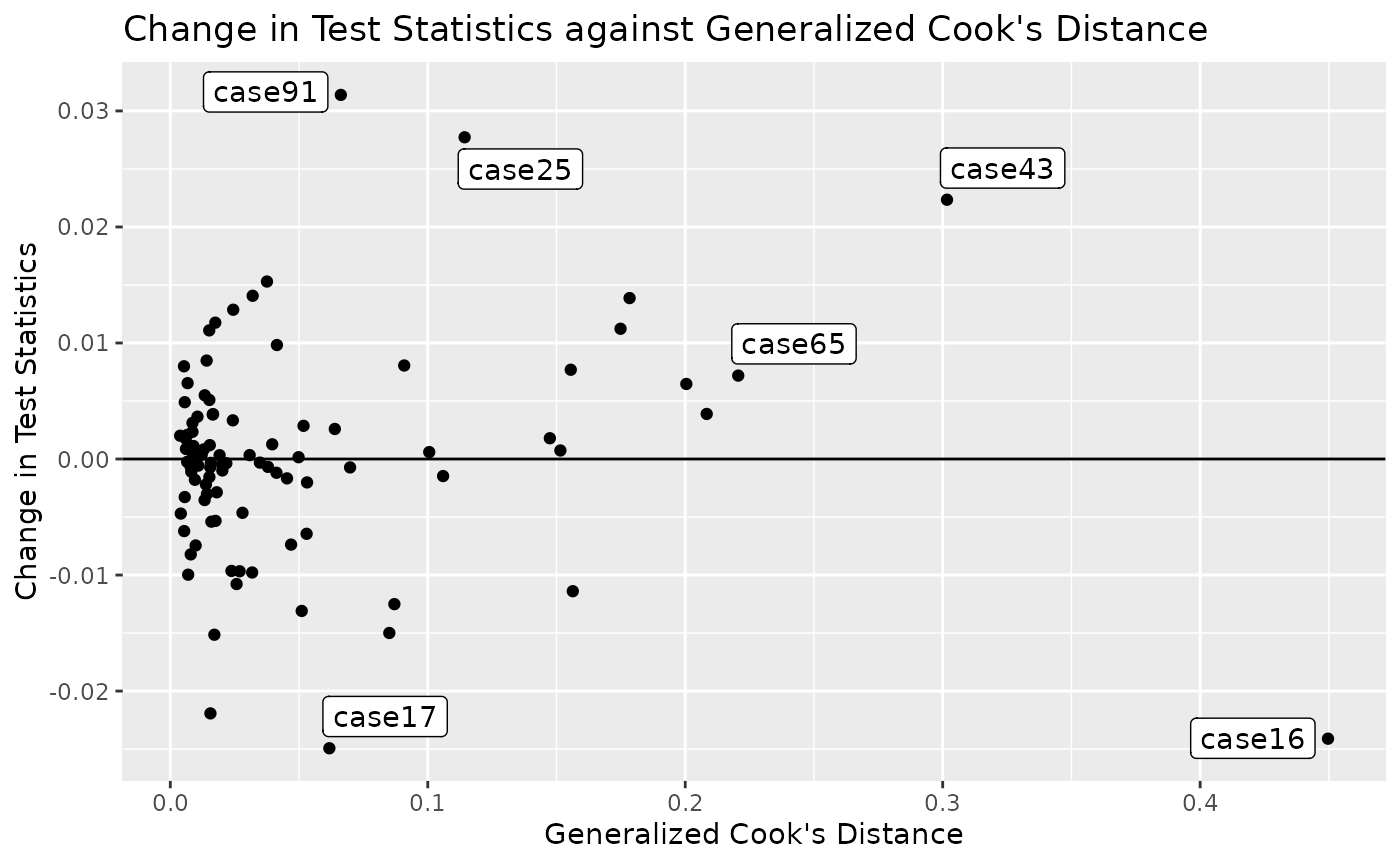 Change in Test Statistics against Generalized Cook's Distance
Change in Test Statistics
0.03
0.02
0.01
0.00
-0.01
-0.02
case91
case25
case43
case65
case17
case16
0.0
0.1
0.2
0.3
0.4
Generalized Cook's Distance